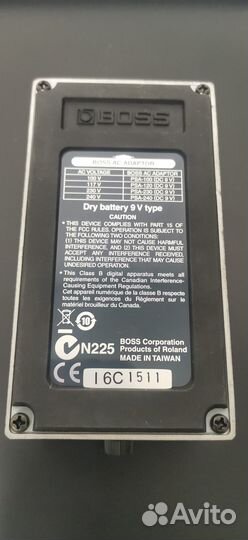 BOSS
BOSS AC ADAPTOR
AC VOLTAGE BOSS AC ADAPTOR
100 V PSA-100 (DC 9 V)
117 V PSA-120 (DC 9 V)
230 V PSA-230 (DC 9 V)
240 V PSA-240 (DC 9 V)
Dry battery 9 V type
CAUTION
● THIS DEVICE COMPLIES WITH PART 15 OF
THE FCC RULES. OPERATION IS SUBJECT TO
THE FOLLOWING TWO CONDITIONS:
(1) THIS DEVICE MAY NOT CAUSE HARMFUL
INTERFERENCE, AND (2) THIS DEVICE MUST
ACCEPT ANY INTERFERENCE RECEIVED,
INCLUDING INTERFERENCE THAT MAY CAUSE
UNDESIRED OPERATION.
● This Class B digital apparatus meets all
requirements of the Canadian Interference-
Causing Equipment Regulations.
Cet appareil numérique de la classe B respecte
toutes les exigences du Règlement sur le
matériel brouilleur du Canada.
10
N225
BOSS Corporation
Products of Roland
MADE IN TAIWAN
CE
I6C1511
Avito